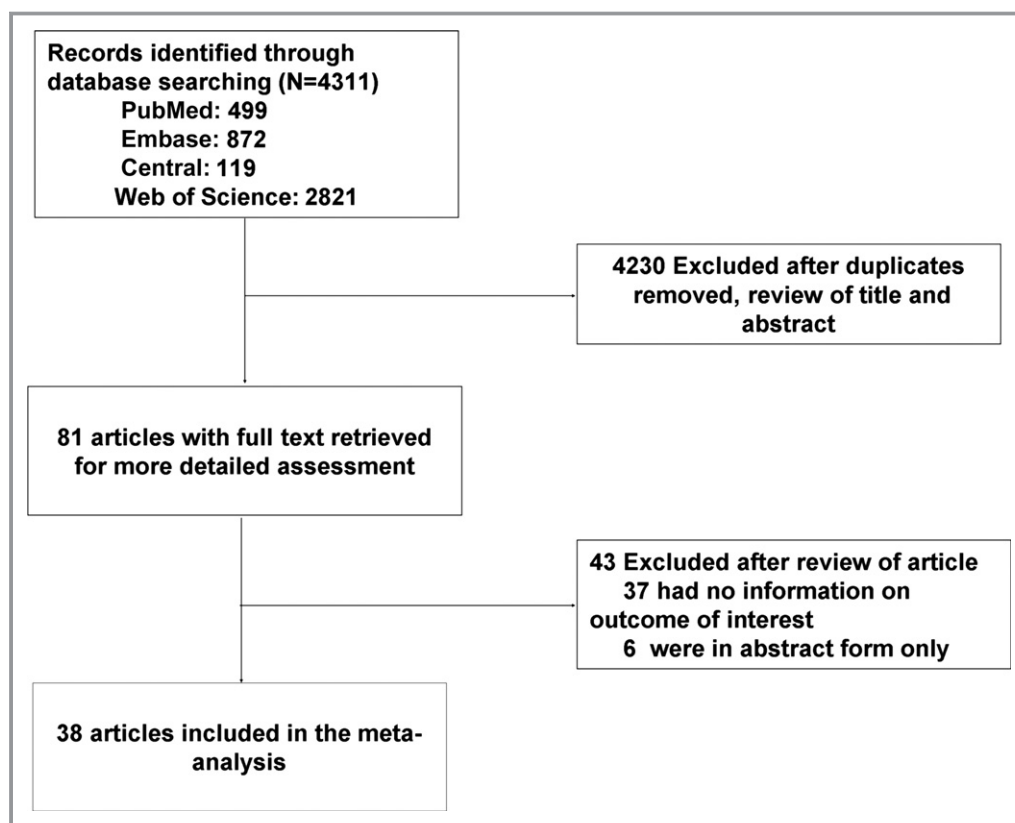 Records identified through
database searching (N=4311)
PubMed: 499
Embase: 872
Central: 119
Web of Science: 2821
4230 Excluded after duplicates
removed, review of title and
abstract
81 articles with full text retrieved
for more detailed assessment
43 Excluded after review of article
37 had no information on
outcome of interest
6 were in abstract form only
38 articles included in the meta-
analysis